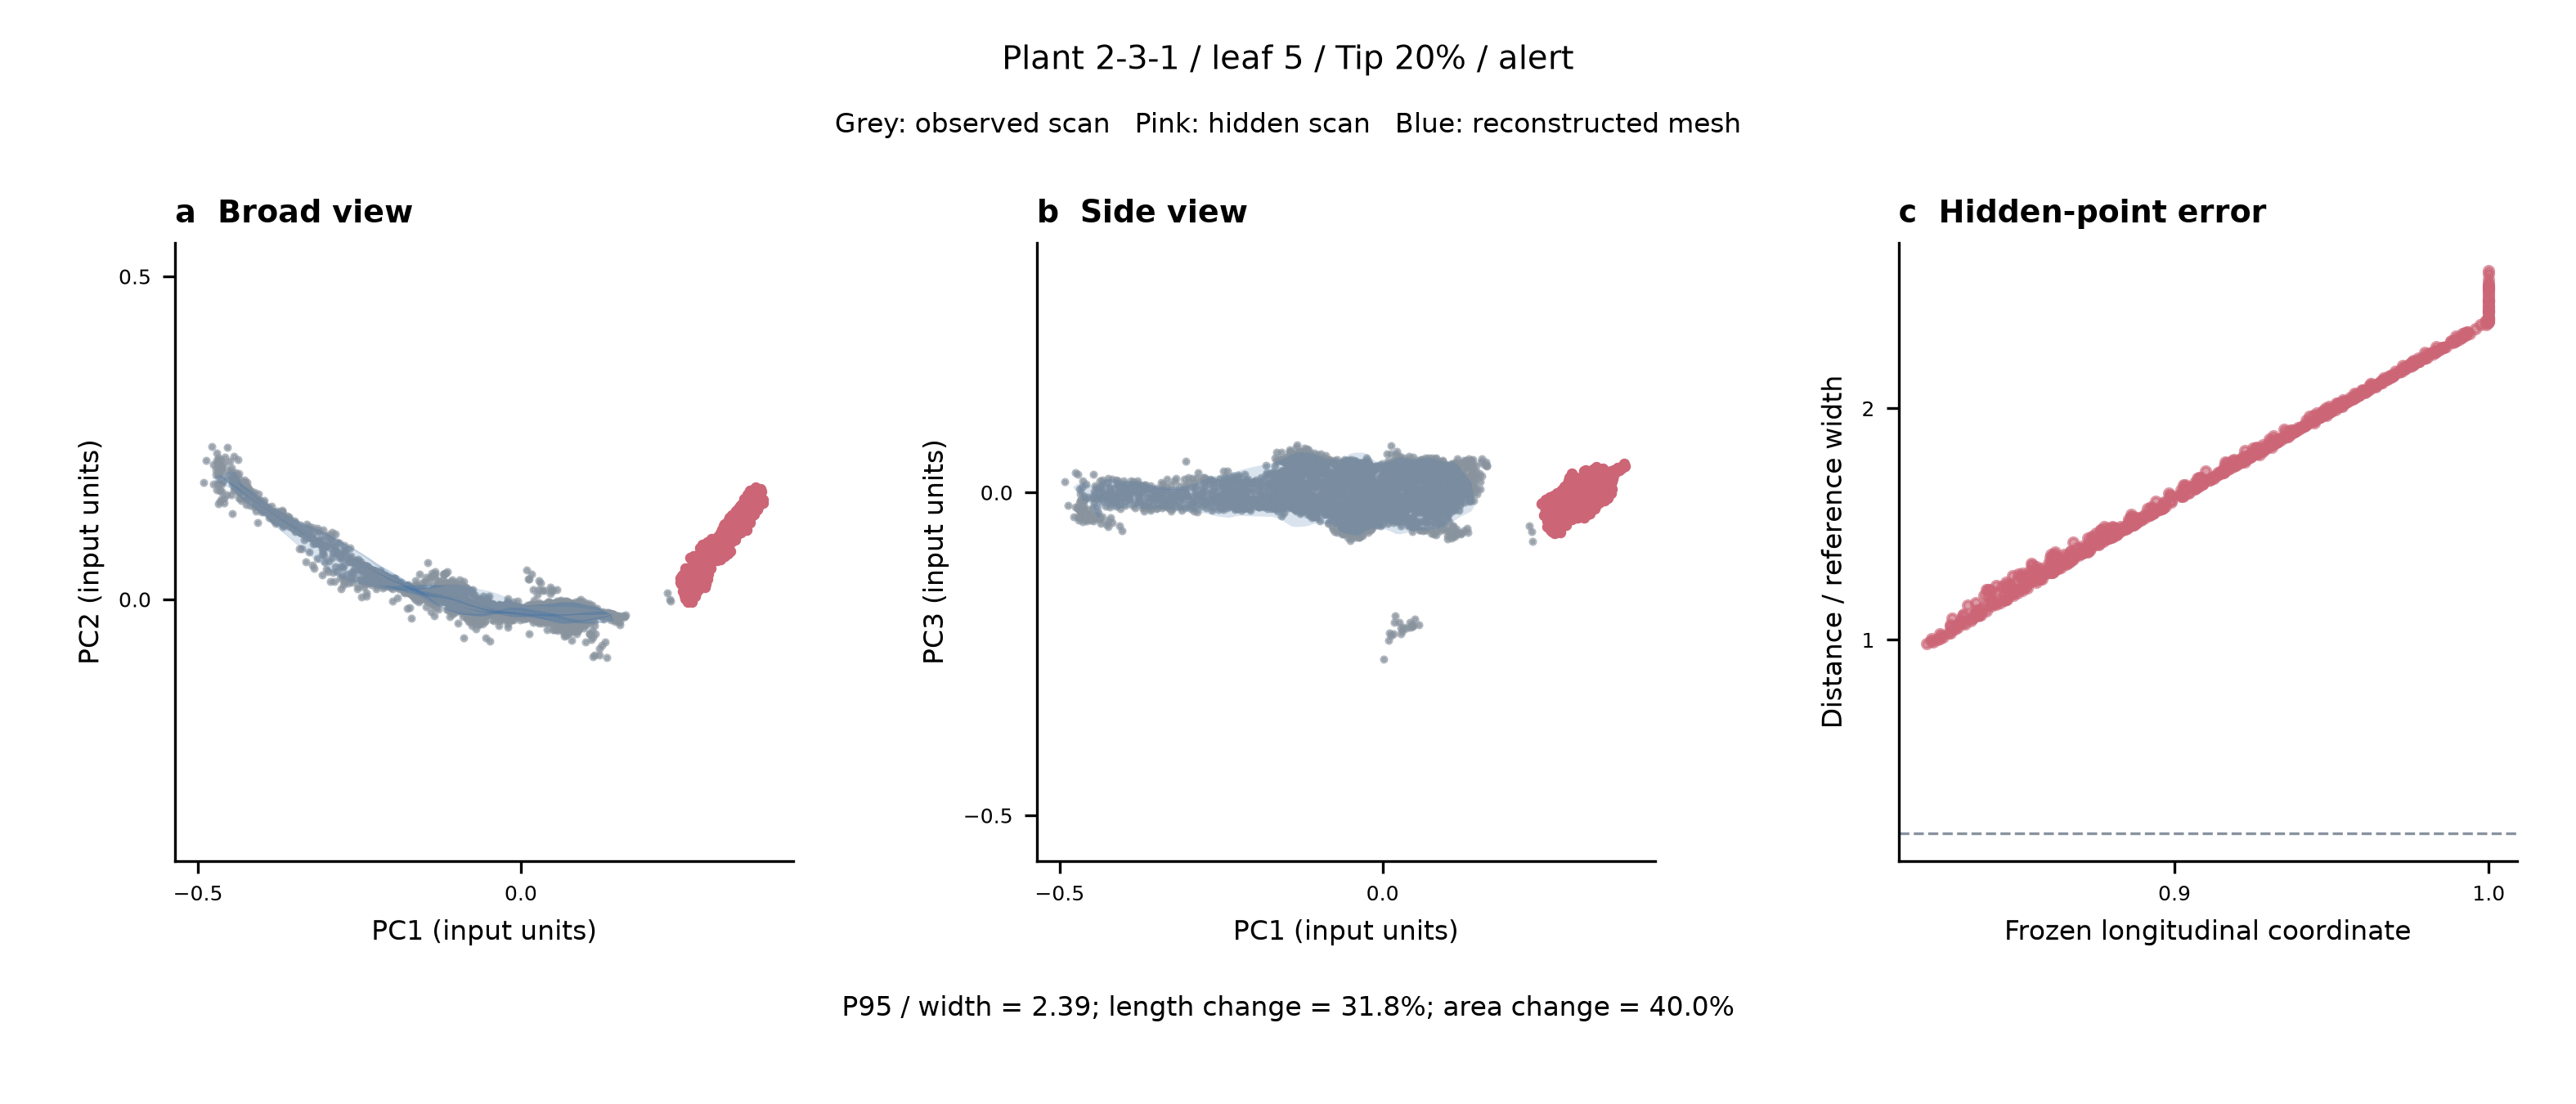 Plant 2-3-1 / leaf 5 / Tip 20% / alert
Grey: observed scan   Pink: hidden scan   Blue: reconstructed mesh
a  Broad view
0.5
0.0
PC2 (input units)
−0.5
0.0
PC1 (input units)
b  Side view
0.0
−0.5
PC3 (input units)
−0.5
0.0
PC1 (input units)
c  Hidden-point error
2
1
Distance / reference width
0.9
1.0
Frozen longitudinal coordinate
P95 / width = 2.39; length change = 31.8%; area change = 40.0%